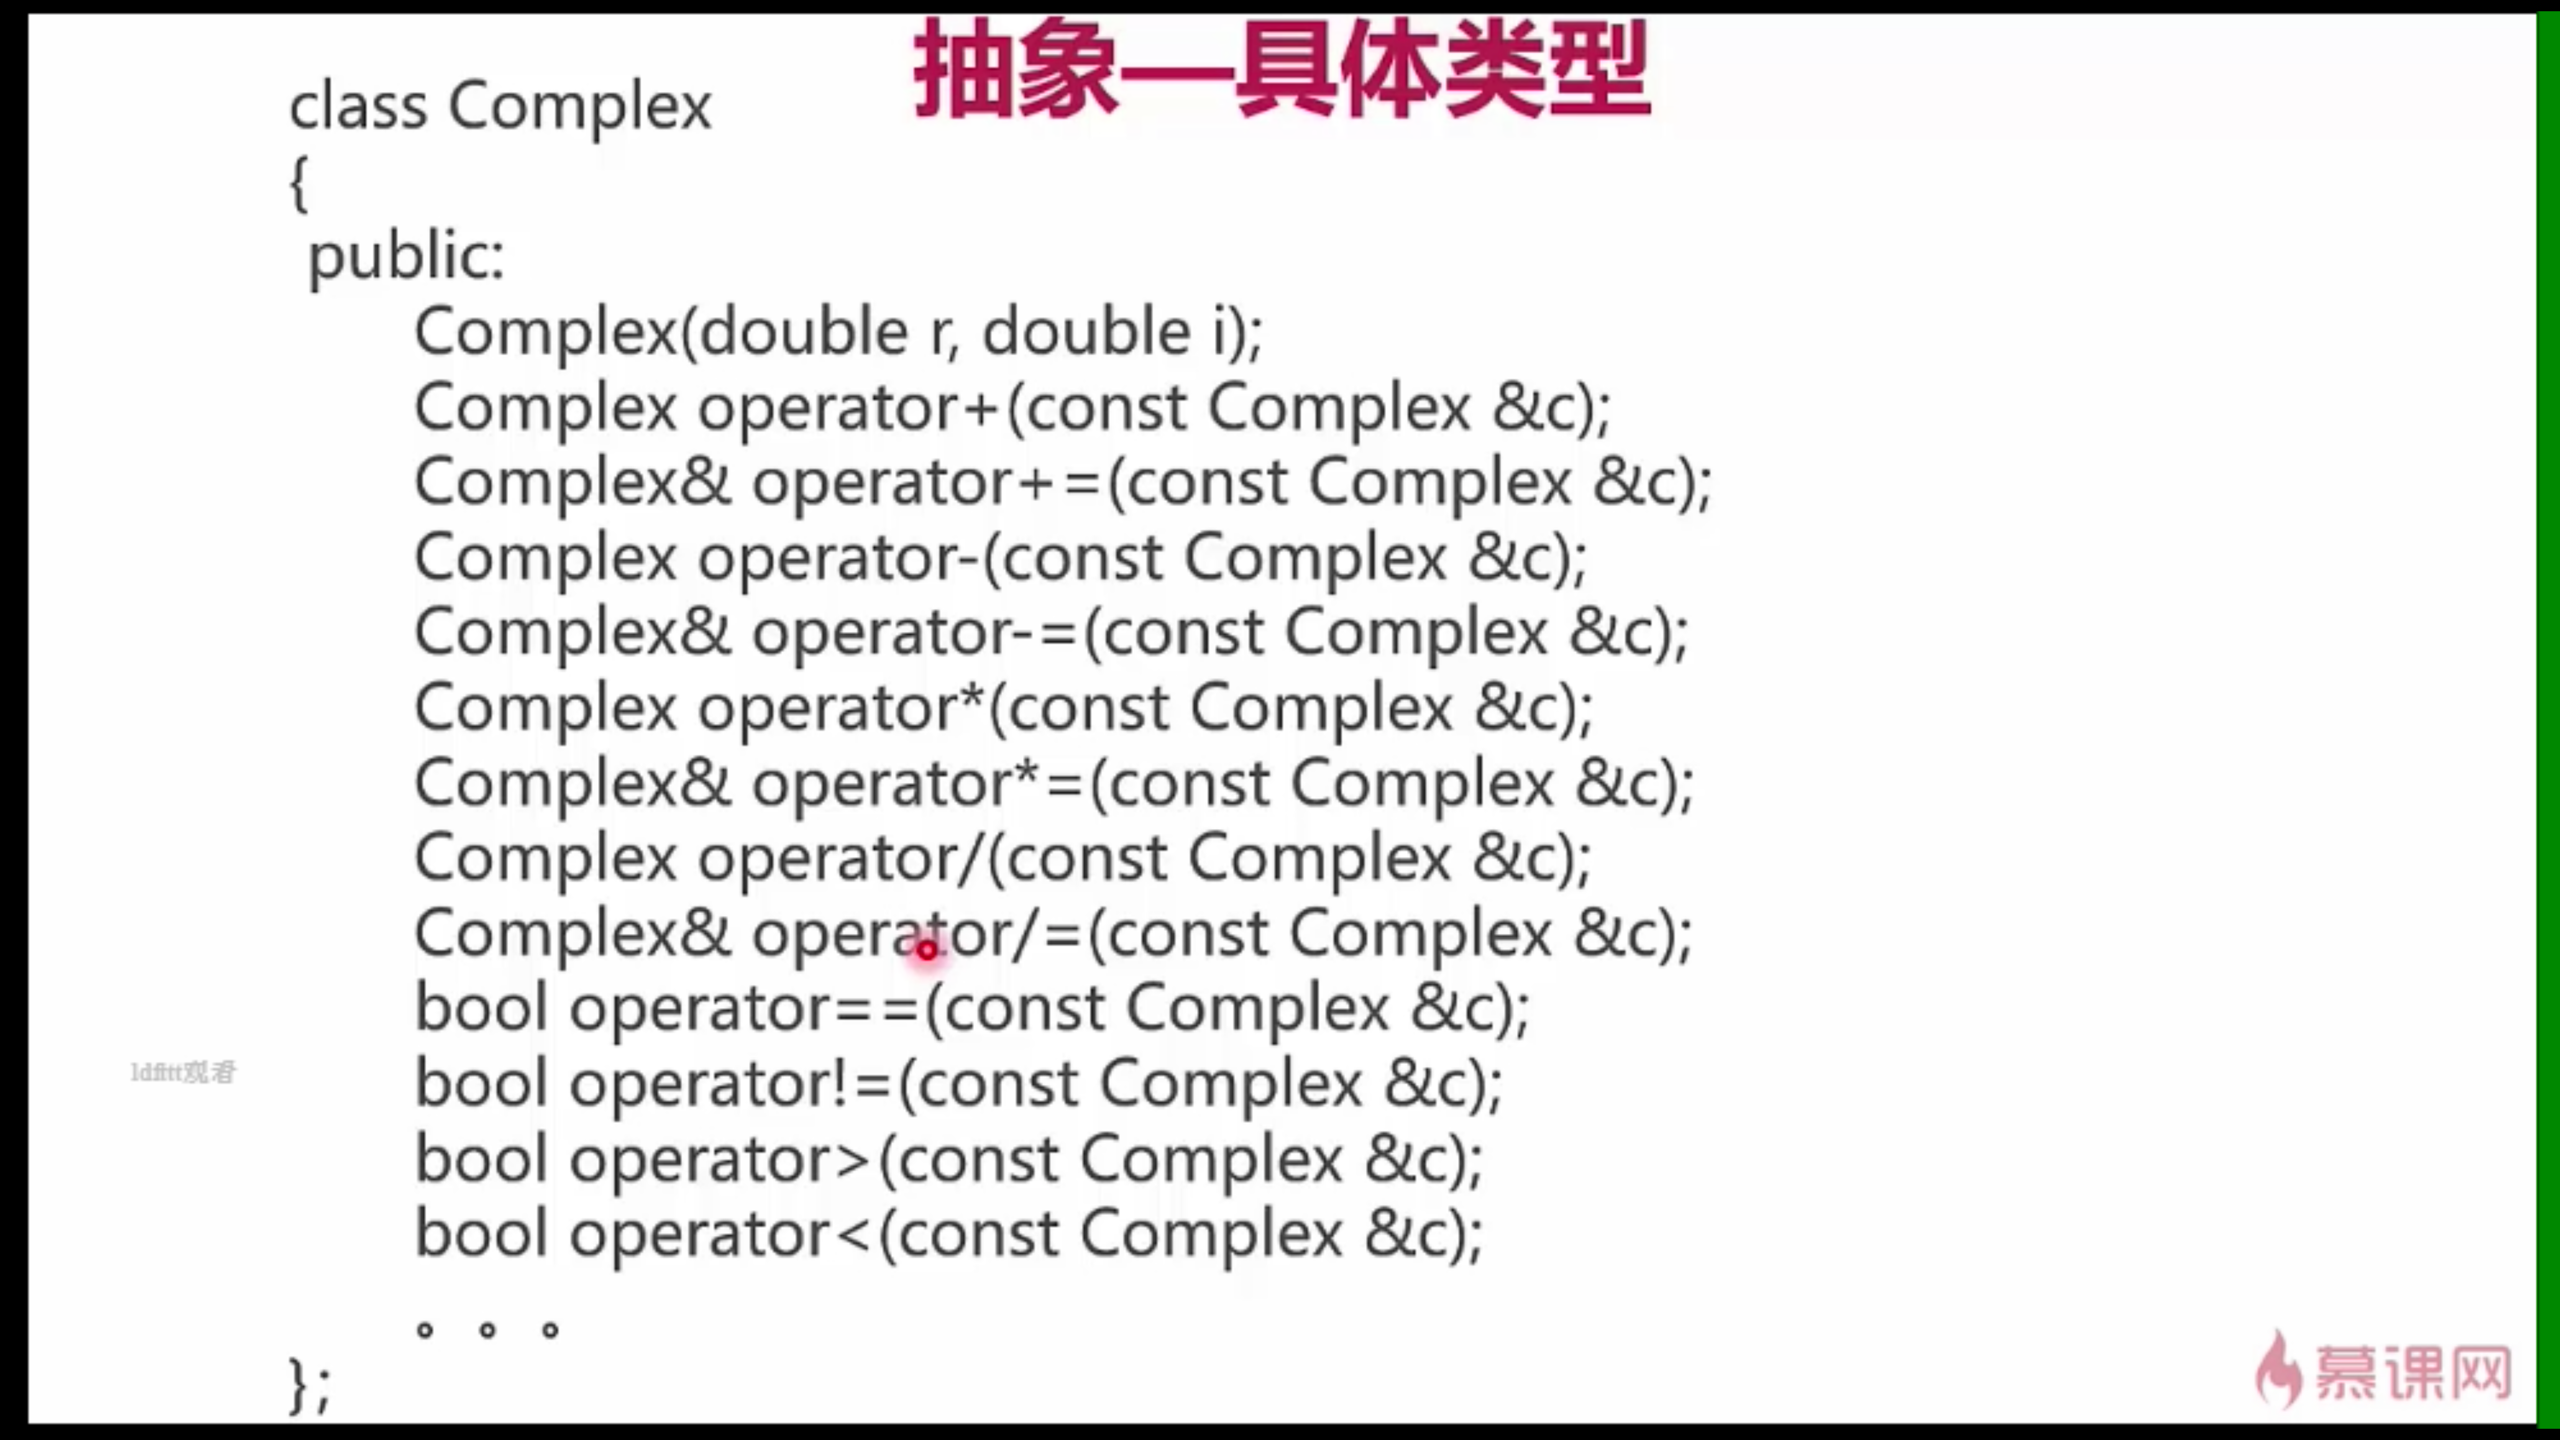 抽象—具体类型
class Complex
{
public:
Complex(double r, double i);
Complex operator+(const Complex &c);
Complex& operator+=(const Complex &c);
Complex operator-(const Complex &c);
Complex& operator-=(const Complex &c);
Complex operator*(const Complex &c);
Complex& operator*=(const Complex &c);
Complex operator/(const Complex &c);
Complex& operator/=(const Complex &c);
bool operator==(const Complex &c);
bool operator!=(const Complex &c);
bool operator>(const Complex &c);
bool operator<(const Complex &c);
。。。
};
ldfitt观看
慕课网